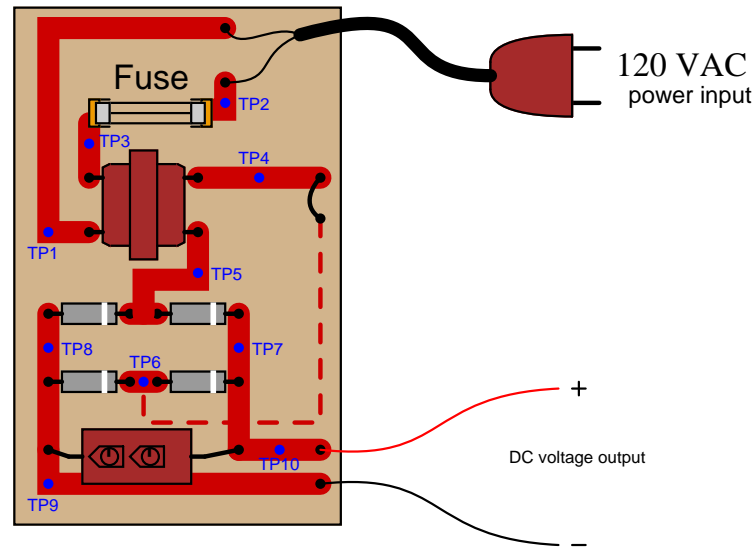 120 VAC
power input
Fuse
TP2
TP3
TP4
TP1
TP5
TP8
TP7
TP6
+
DC voltage output
TP10
TP9
−